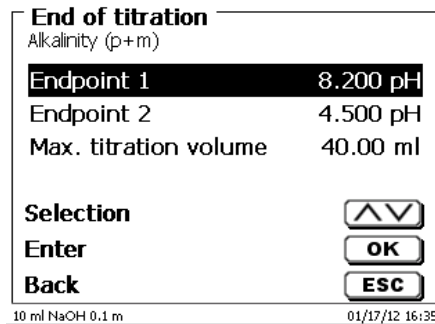 End of titration
Alkalinity (p+m)
Endpoint 1 8.200 pH
Endpoint 2 4.500 pH
Max. titration volume 40.00 ml
Selection
Enter OK
Back ESC
10 ml NaOH 0.1 m 01/17/12 16:35